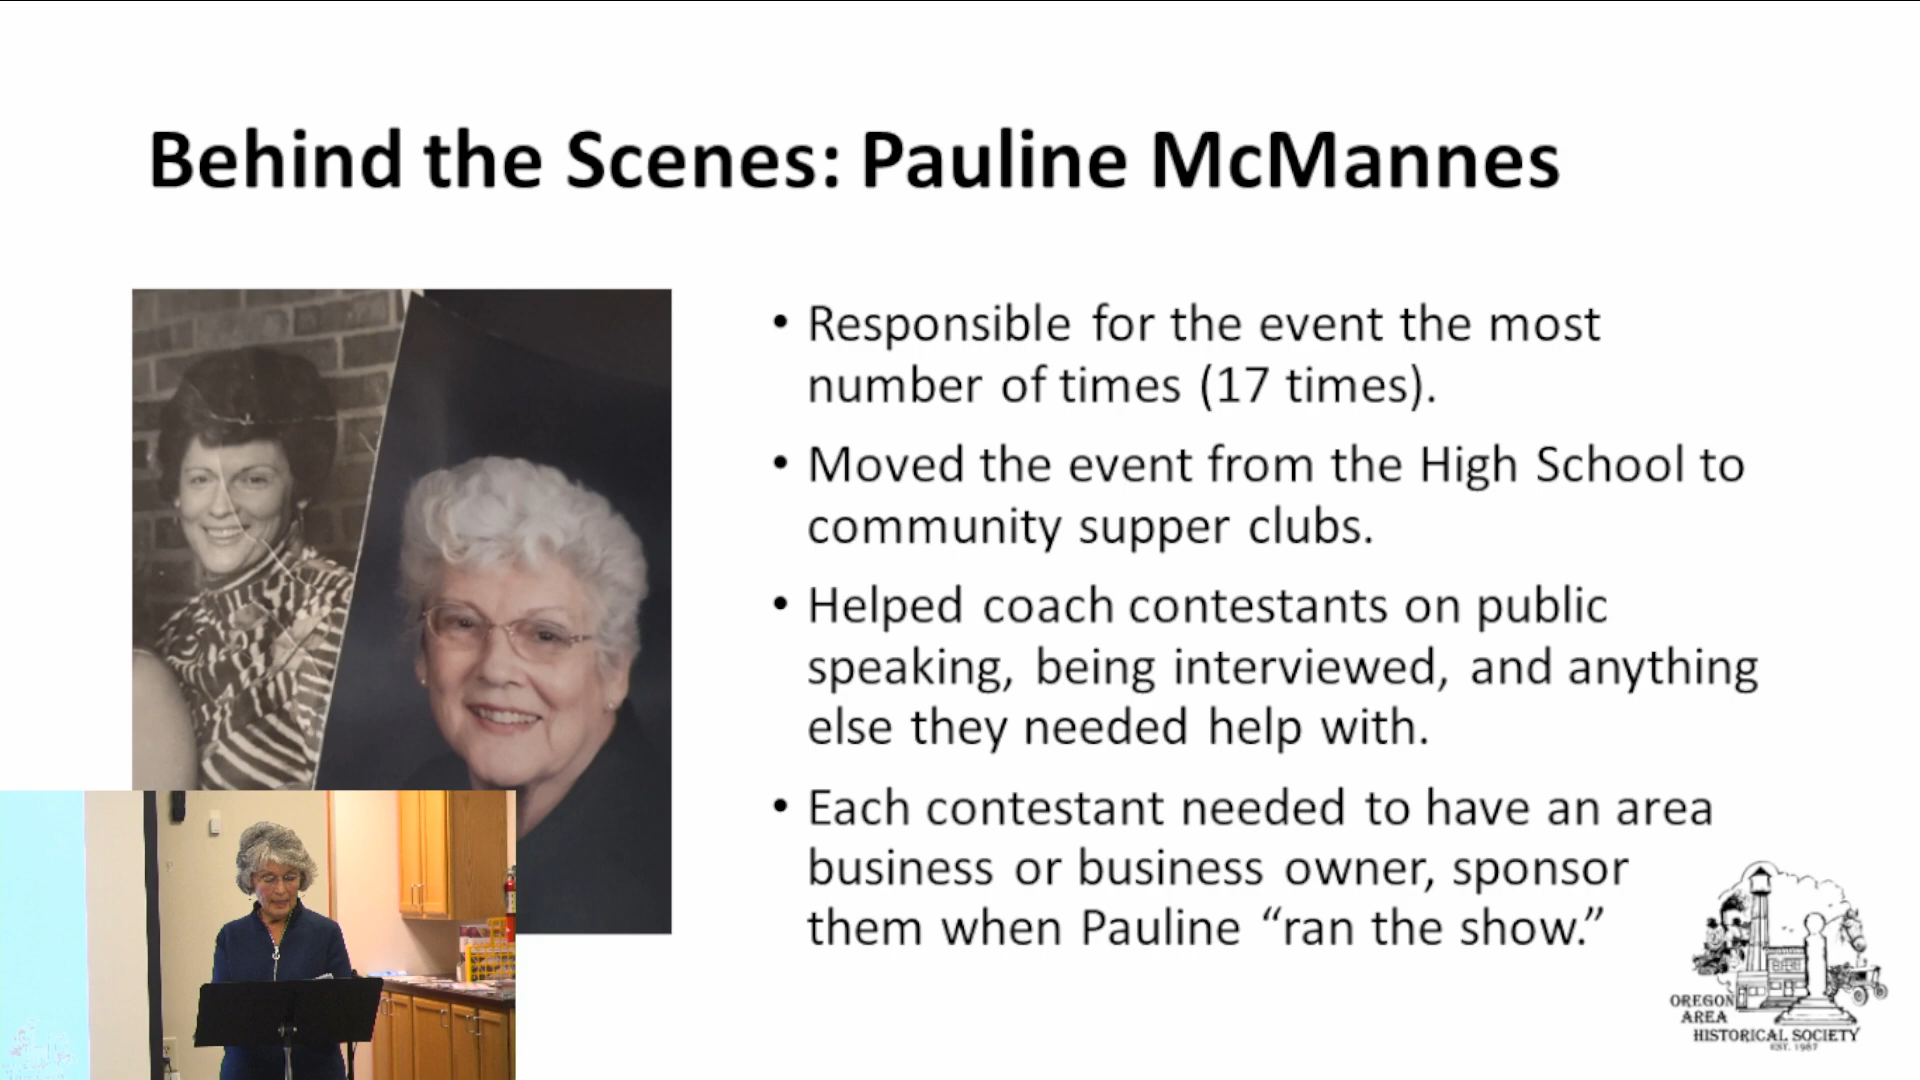 Behind the Scenes: Pauline McMannes
• Responsible for the event the most
number of times (17 times).
• Moved the event from the High School to
community supper clubs.
• Helped coach contestants on public
speaking, being interviewed, and anything
else they needed help with.
• Each contestant needed to have an area
business or business owner, sponsor
them when Pauline “ran the show.”
OREGON
AREA
HISTORICAL SOCIETY
EST. 1987